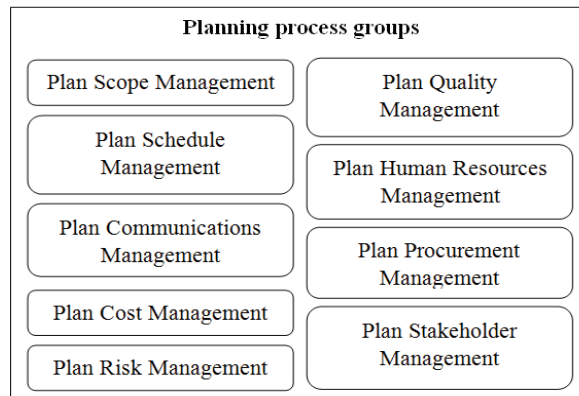 Planning process groups
Plan Scope Management
Plan Schedule
Management
Plan Communications
Management
Plan Cost Management
Plan Risk Management
Plan Quality
Management
Plan Human Resources
Management
Plan Procurement
Management
Plan Stakeholder
Management